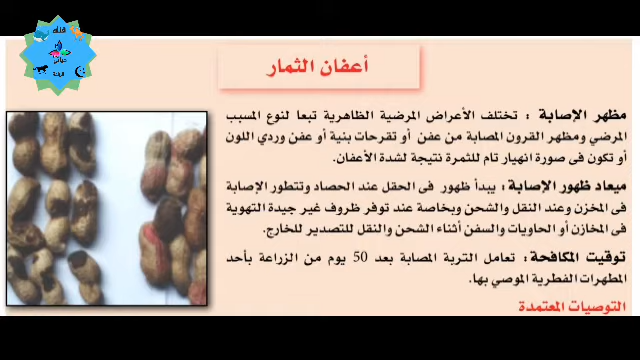 قناة
حياتي
أعفان الثمار
مظهر الإصابة : تختلف الأعراض المرضية الظاهرية تبعا لنوع المسبب
المرضي ومظهر القرون المصابة من عفن أو تقرحات بنية أو عفن وردي اللون
أو تكون فى صورة انهيار تام للثمرة نتيجة لشدة الأعفان.
ميعاد ظهور الإصابة : يبدأ ظهور فى الحقل عند الحصاد وتتطور الإصابة
فى المخزن وعند النقل والشحن وبخاصة عند توفر ظروف غير جيدة التهوية
فى المخازن أو الحاويات والسفن أثناء الشحن والنقل للتصدير للخارج.
توقيت المكافحة : تعامل التربة المصابة بعد 50 يوم من الزراعة بأحد
المطهرات الفطرية الموصي بها.
التوصيات المعتمدة